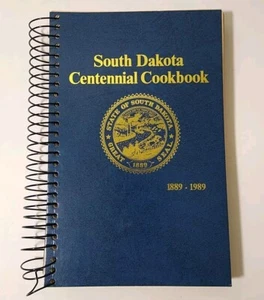 South Dakota
Centennial Cookbook
STATE OF SOUTH DAKOTA
GREAT SEAL
1889
1889 - 1989